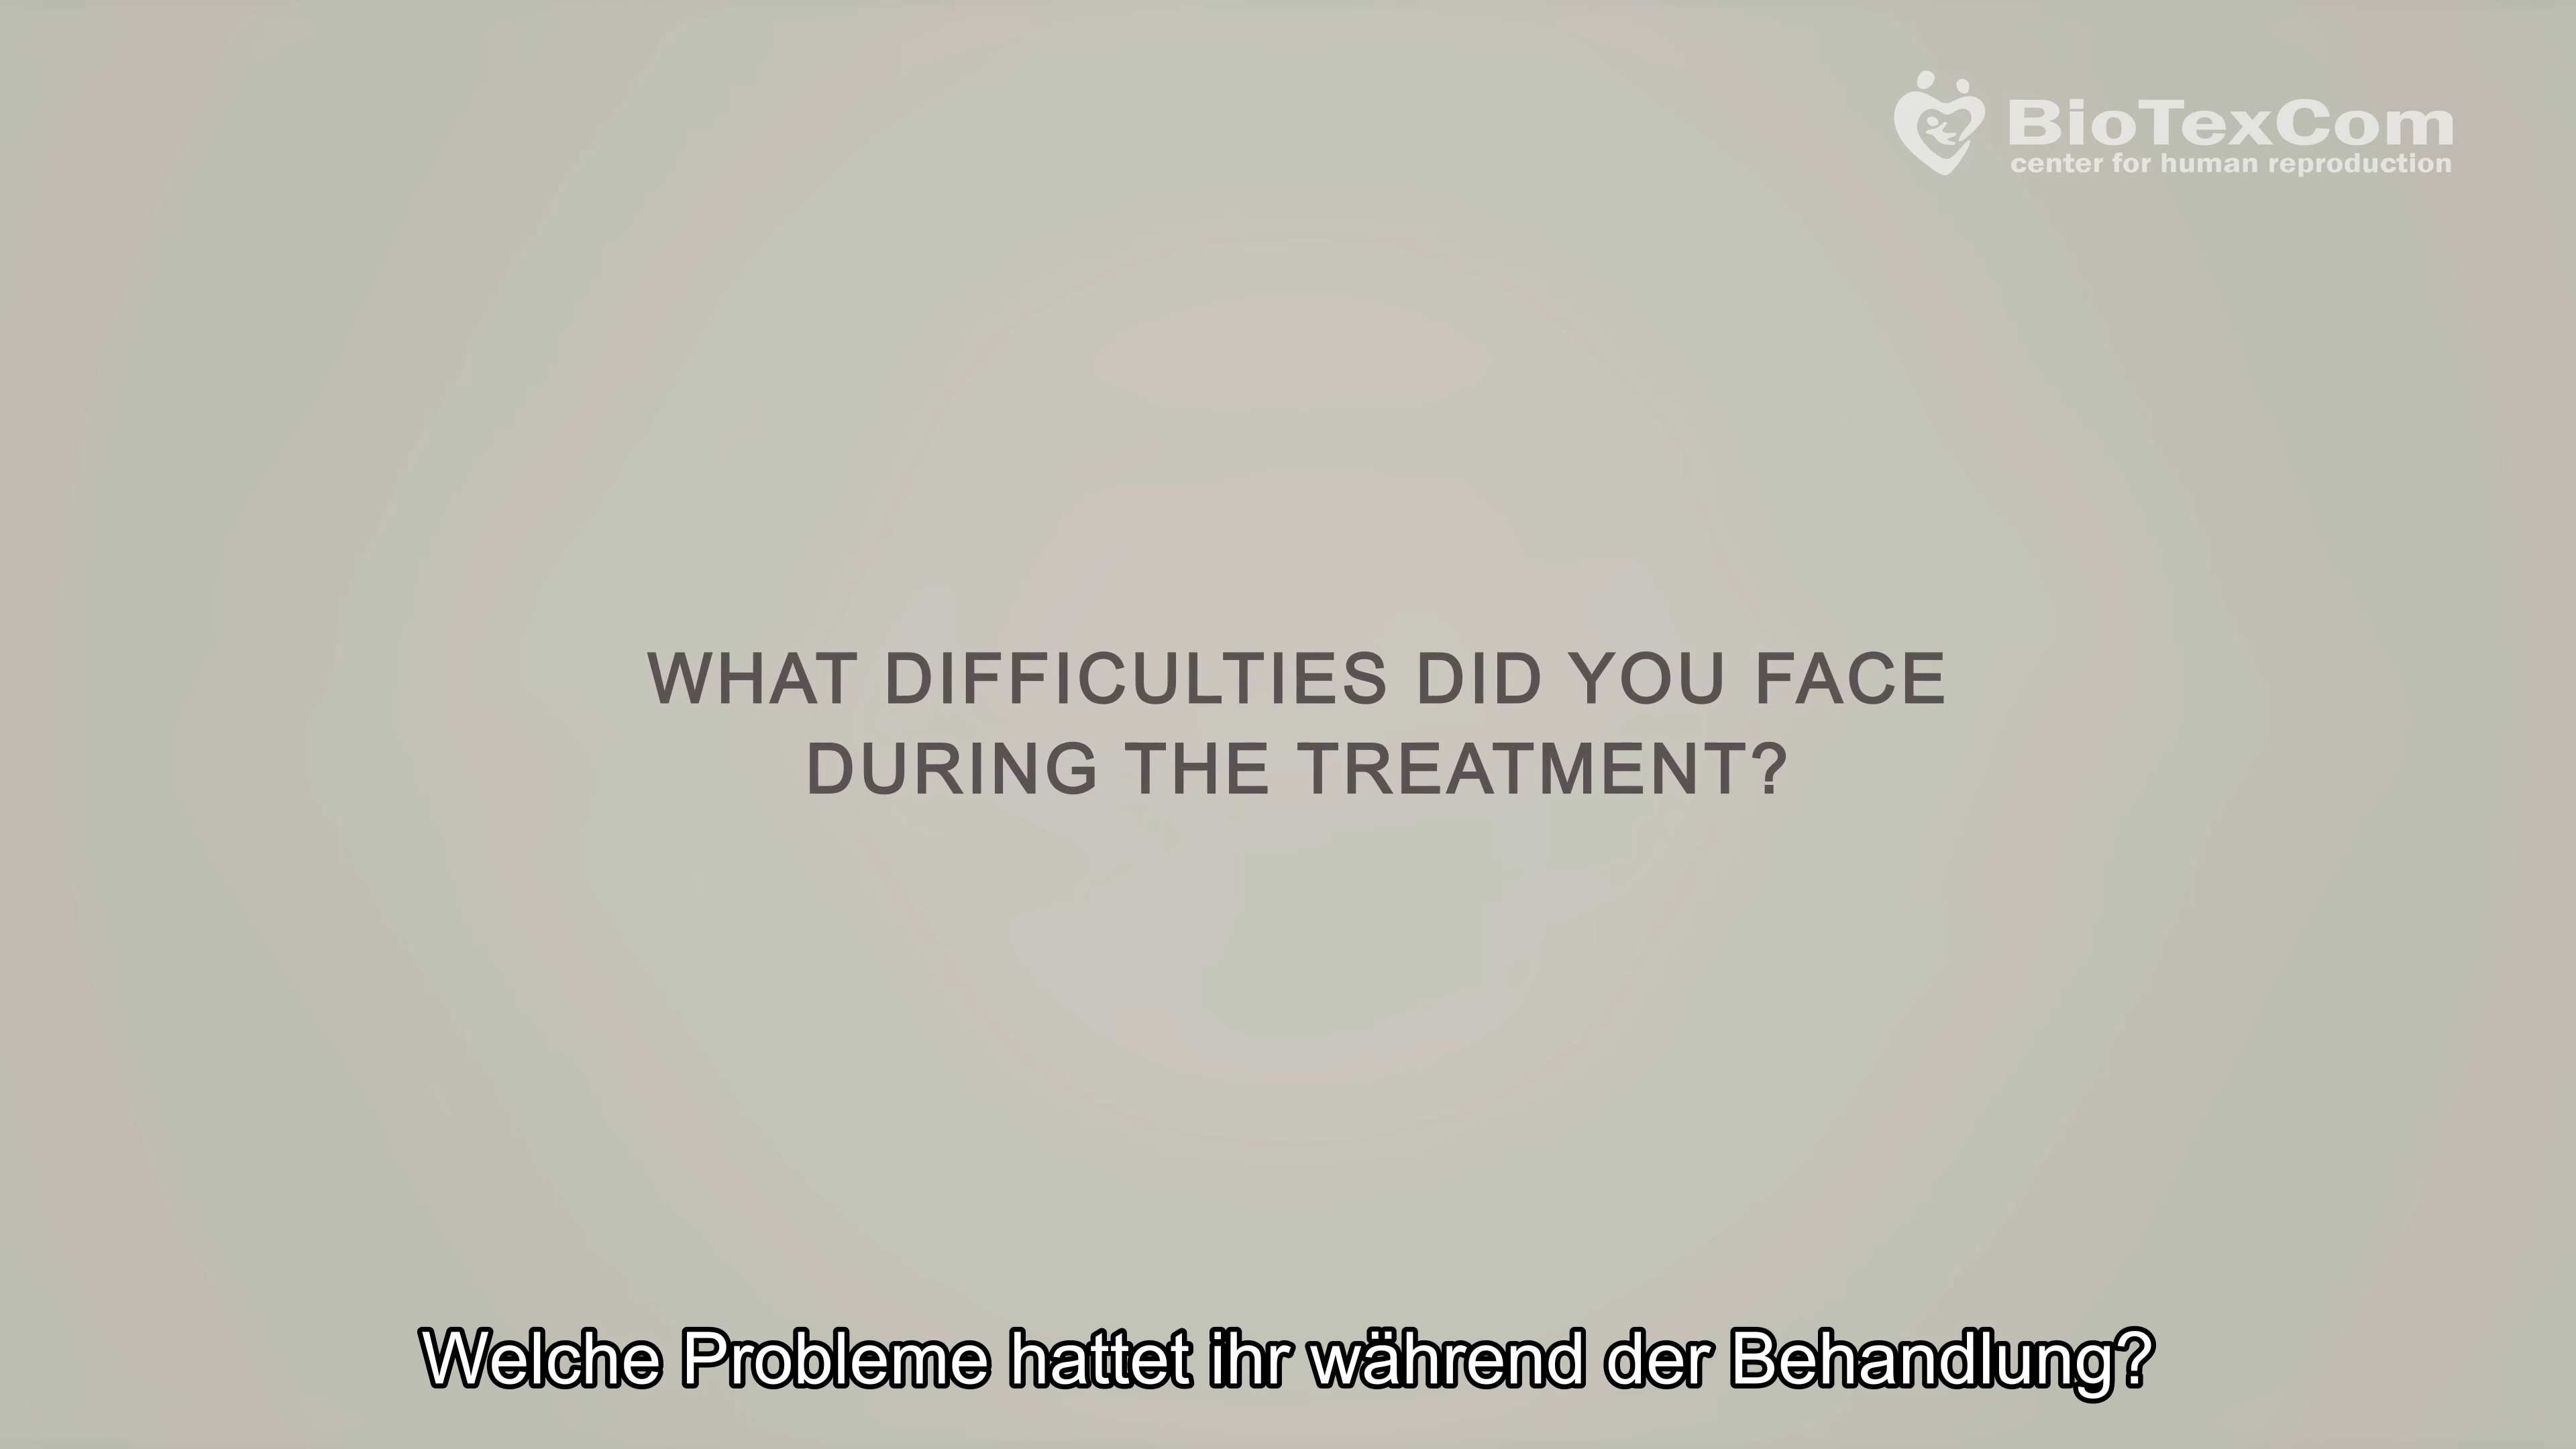 BioTexCom
center for human reproduction
WHAT DIFFICULTIES DID YOU FACE
DURING THE TREATMENT?
Welche Probleme hattet ihr während der Behandlung?